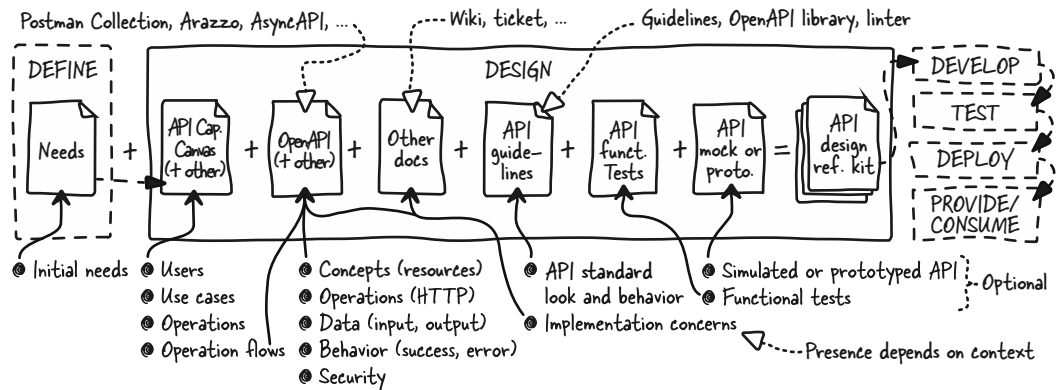 Postman Collection, Arazzo, AsyncAPI, ...
Wiki, ticket, ...
Guidelines, OpenAPI library, linter
DEFINE
DESIGN
Needs
+
API Cap.
Canvas
(+ other)
+
OpenAPI
(+ other)
+
Other
docs
+
API
guide-
lines
+
API
funct.
Tests
+
API
mock or
proto.
=
API
design
ref. kit
DEVELOP
TEST
DEPLOY
PROVIDE/
CONSUME
Initial needs
Users
Use cases
Operations
Operation flows
Concepts (resources)
Operations (HTTP)
Data (input, output)
Behavior (success, error)
Security
API standard
look and behavior
Implementation concerns
Simulated or prototyped API
Functional tests
Optional
Presence depends on context